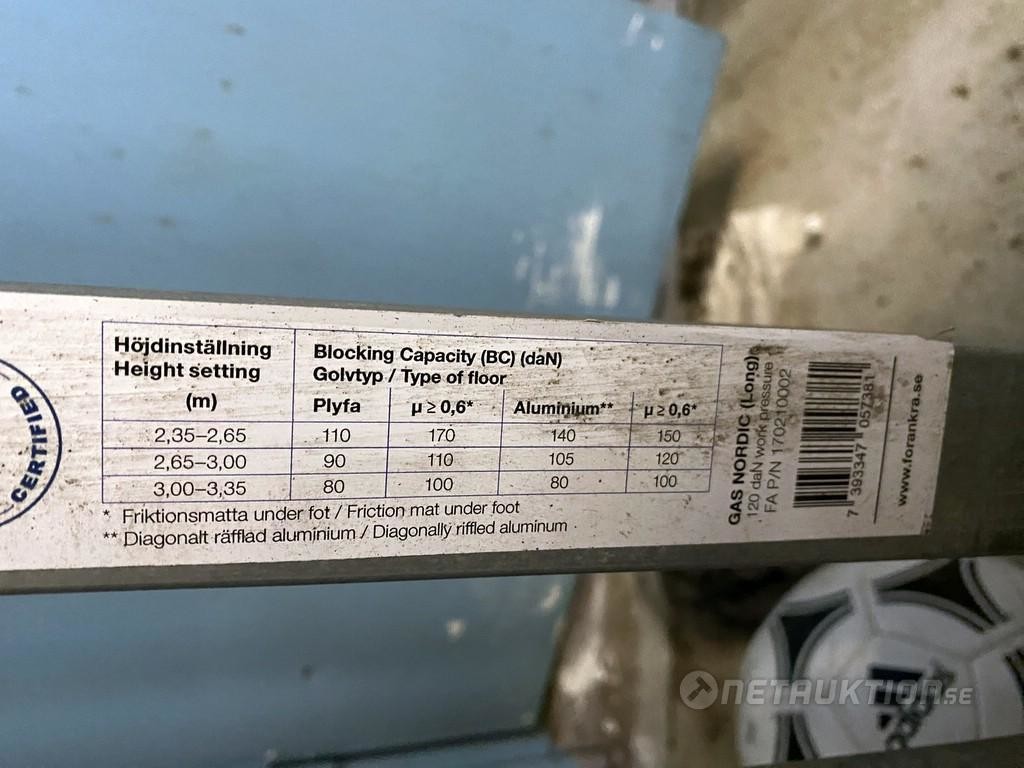 CERTIFIED
Höjdinställning
Height setting
(m)
Blocking Capacity (BC) (daN)
Golvtyp / Type of floor
Plyfa µ ≥ 0,6* Aluminium** µ ≥ 0,6*
2,35–2,65 110 170 140 150
2,65–3,00 90 110 105 120
3,00–3,35 80 100 80 100
* Friktionsmatta under fot / Friction mat under foot
** Diagonalt räfflad aluminium / Diagonally riffled aluminum
GAS NORDIC (Long)
120 daN work pressure
FA P/N 170210002
7 393347 057381
www.forankra.se
NETAUKTION.SE
adidas